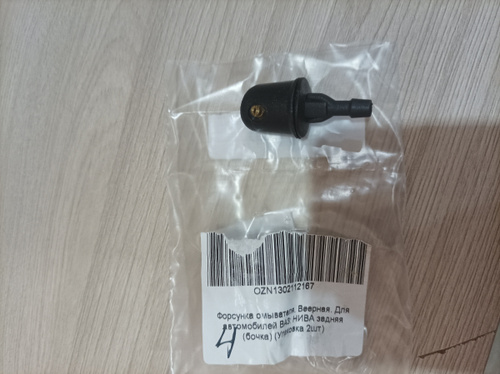 OZN1302112167
Форсунка омывателя. Веерная. Для
автомобилей ВАЗ: НИВА задняя
(бочка) (Упаковка 2шт)
4